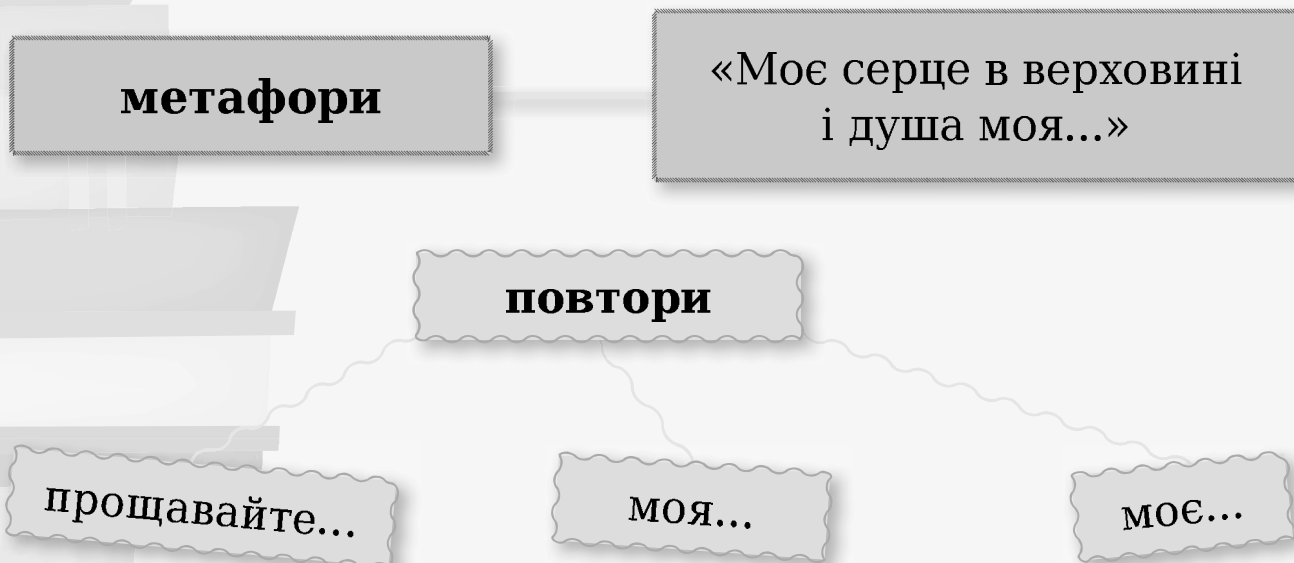 метафори
«Моє серце в верховині
і душа моя...»
повтори
прощавайте...
моя...
моє...